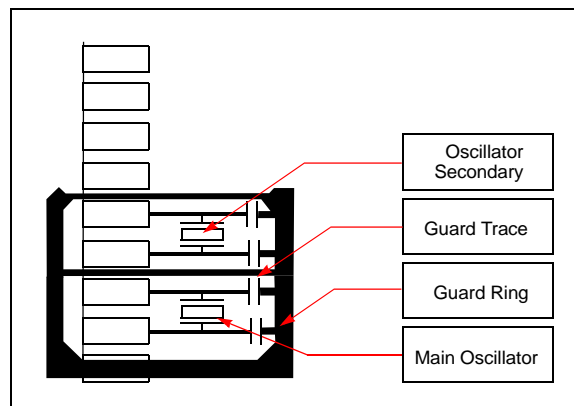 Oscillator
Secondary
Guard Trace
Guard Ring
Main Oscillator